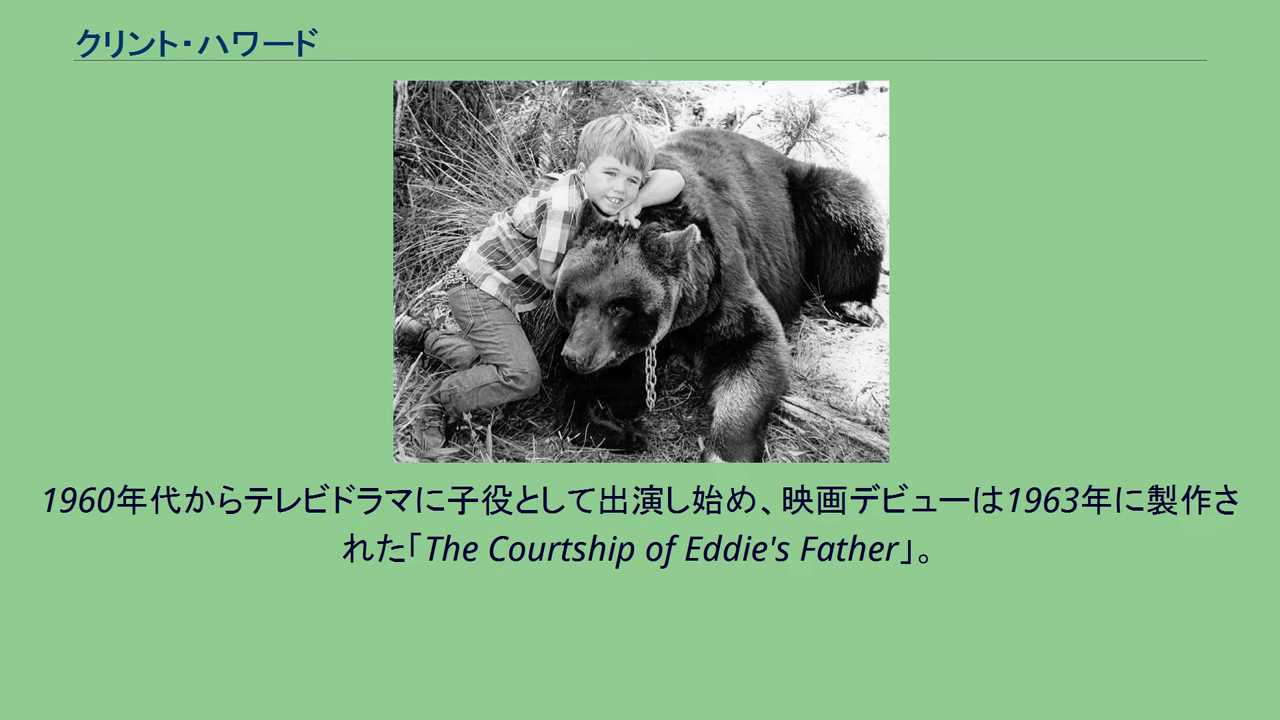 クリント・ハワード
1960年代からテレビドラマに子役として出演し始め、映画デビューは1963年に製作さ
れた「The Courtship of Eddie's Father」。